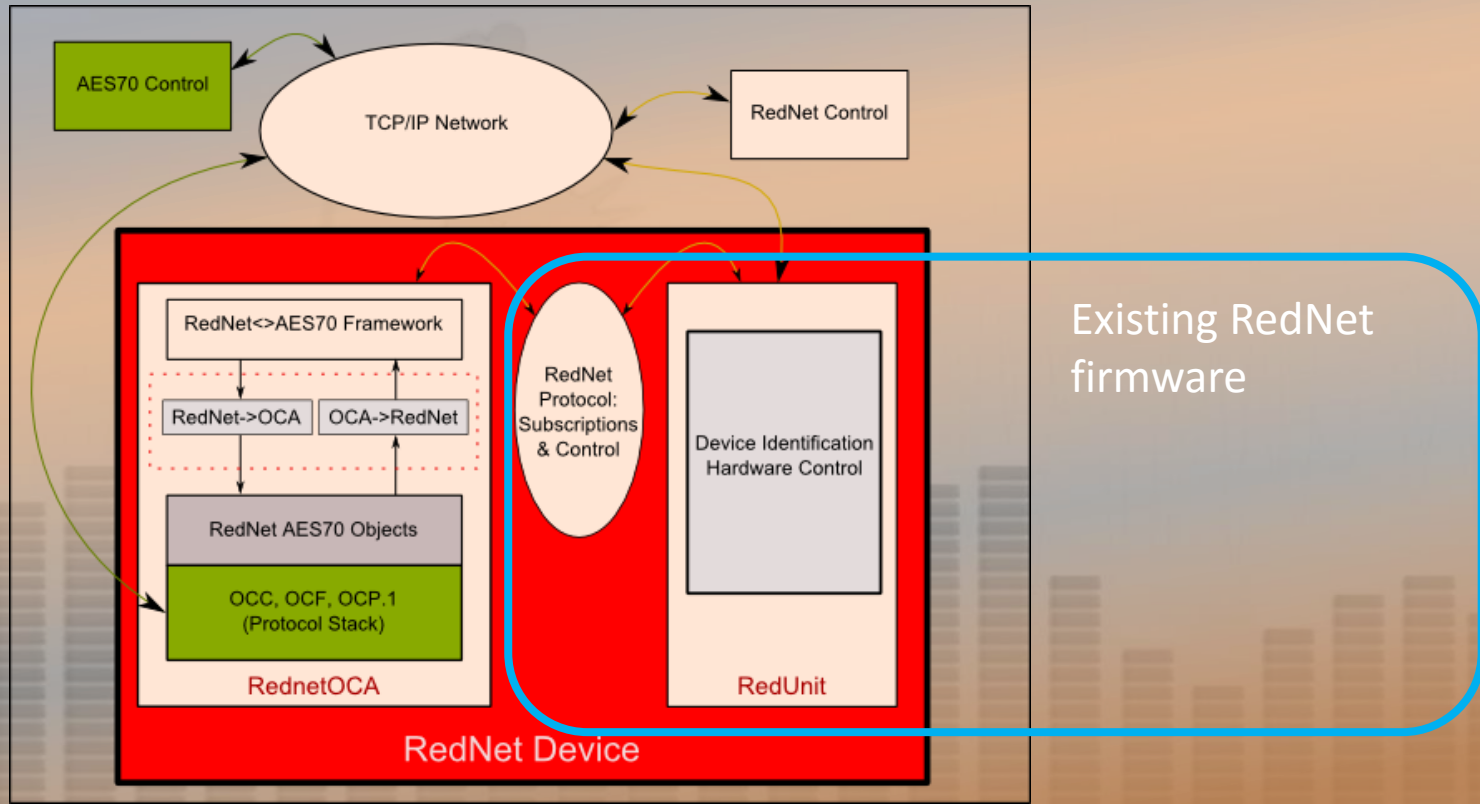 AES70 Control
TCP/IP Network
RedNet Control
RedNet<>AES70 Framework
RedNet->OCA
OCA->RedNet
RedNet AES70 Objects
OCC, OCF, OCP.1
(Protocol Stack)
RednetOCA
RedNet
Protocol:
Subscriptions
& Control
Device Identification
Hardware Control
RedUnit
RedNet Device
Existing RedNet
firmware